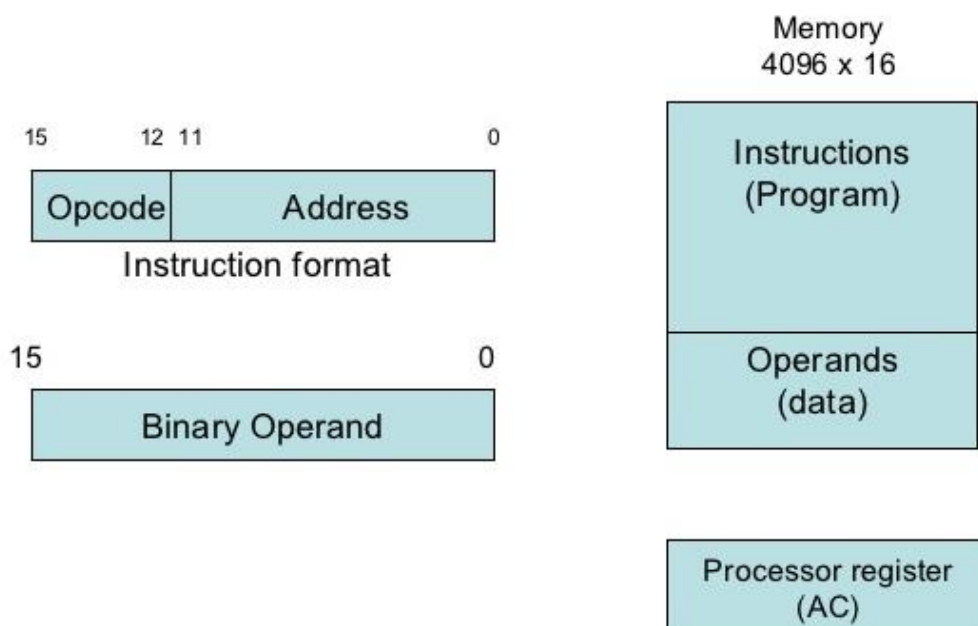 Memory
4096 x 16
15 12 11 0
Opcode Address
Instruction format
15 0
Binary Operand
Instructions
(Program)
Operands
(data)
Processor register
(AC)